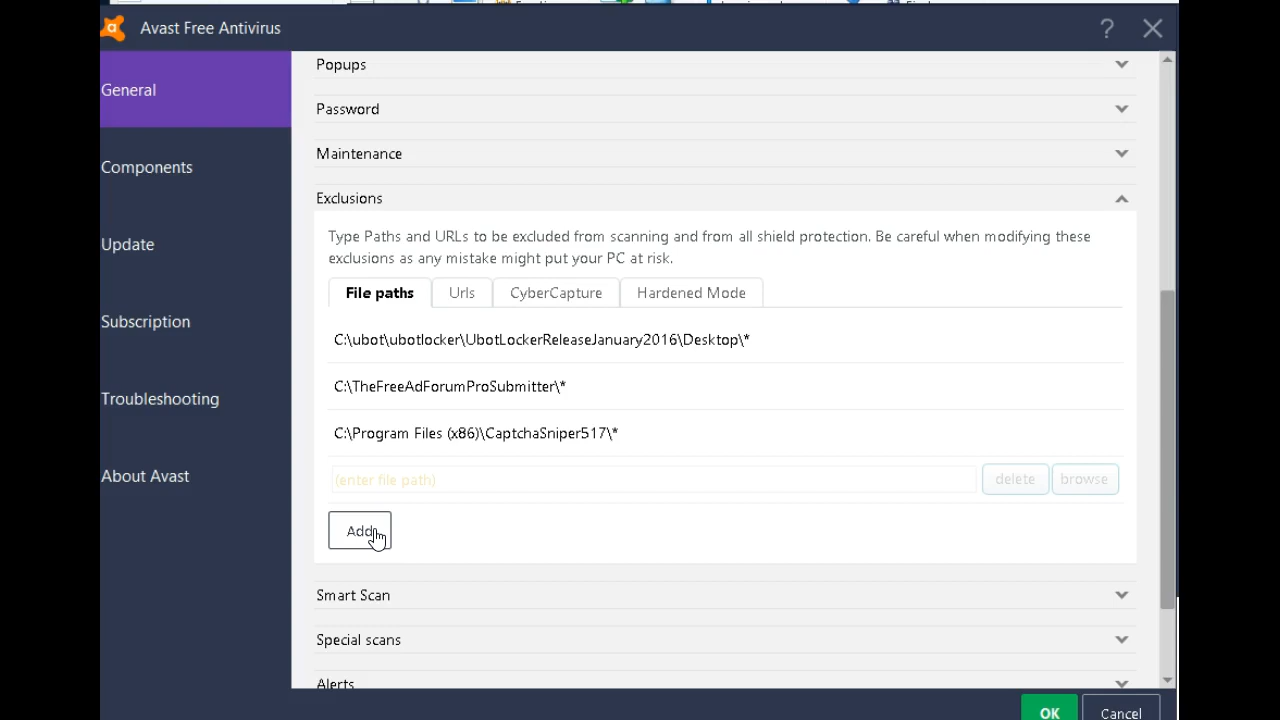 Avast Free Antivirus
?
General
Components
Update
Subscription
Troubleshooting
About Avast
Popups
Password
Maintenance
Exclusions
Type Paths and URLs to be excluded from scanning and from all shield protection. Be careful when modifying these
exclusions as any mistake might put your PC at risk.
File paths
Urls
CyberCapture
Hardened Mode
C:\ubot\ubotlocker\UbotLockerReleaseJanuary2016\Desktop\*
C:\TheFreeAdForumProSubmitter\*
C:\Program Files (x86)\CaptchaSniper517\*
(enter file path)
delete
browse
Add
Smart Scan
Special scans
Alerts
OK
Cancel